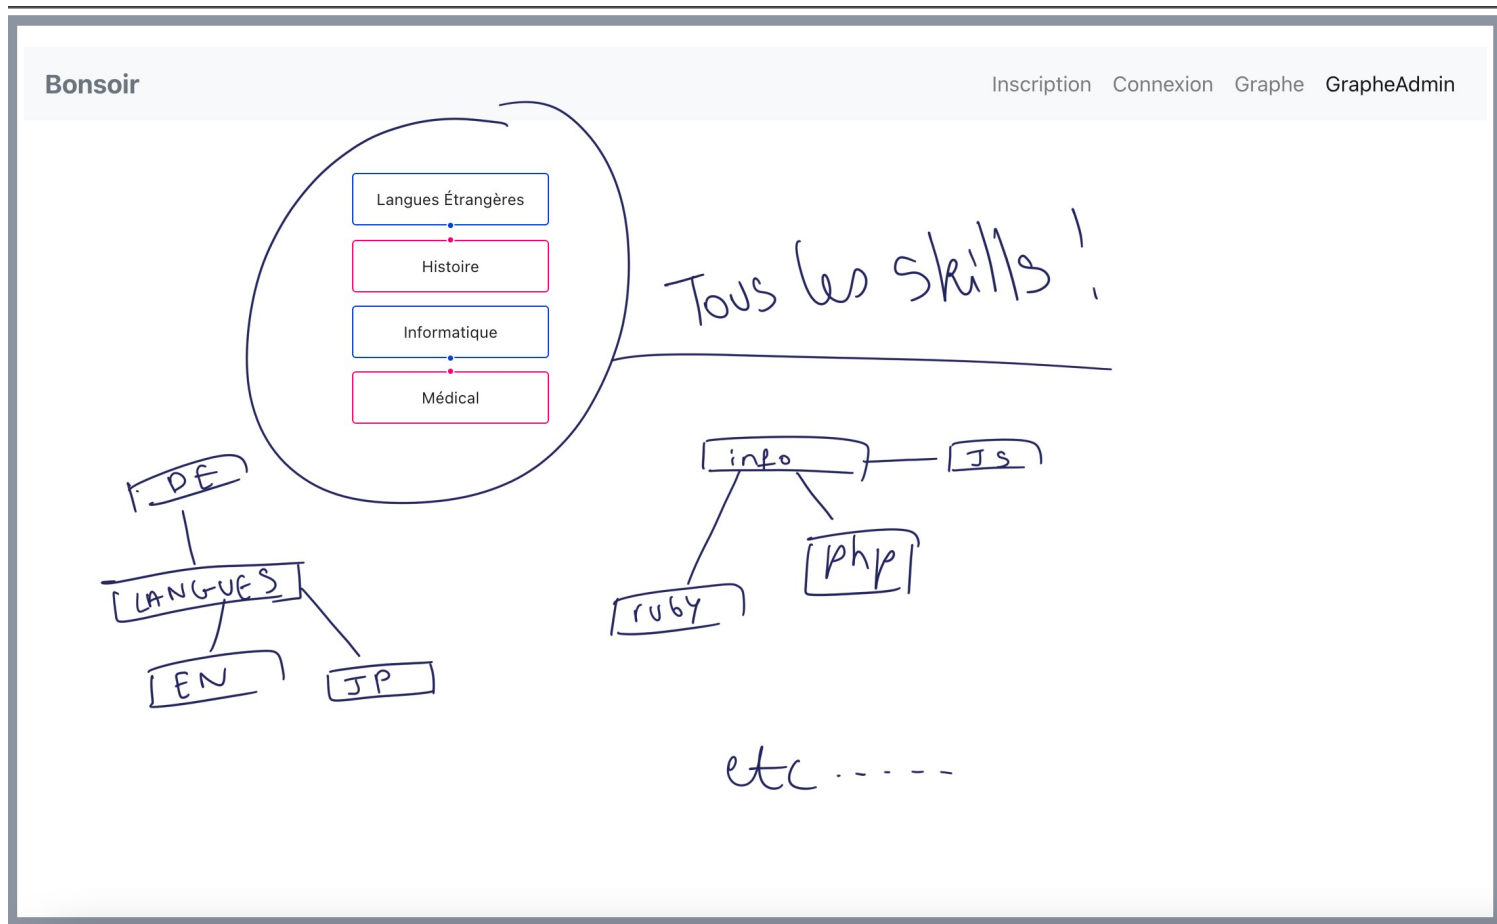 Bonsoir
Inscription Connexion Graphe GrapheAdmin
Langues Étrangères
Histoire
Informatique
Médical
Tous les skills !
DE
LANGUES
EN
JP
info
JS
php
ruby
etc .....